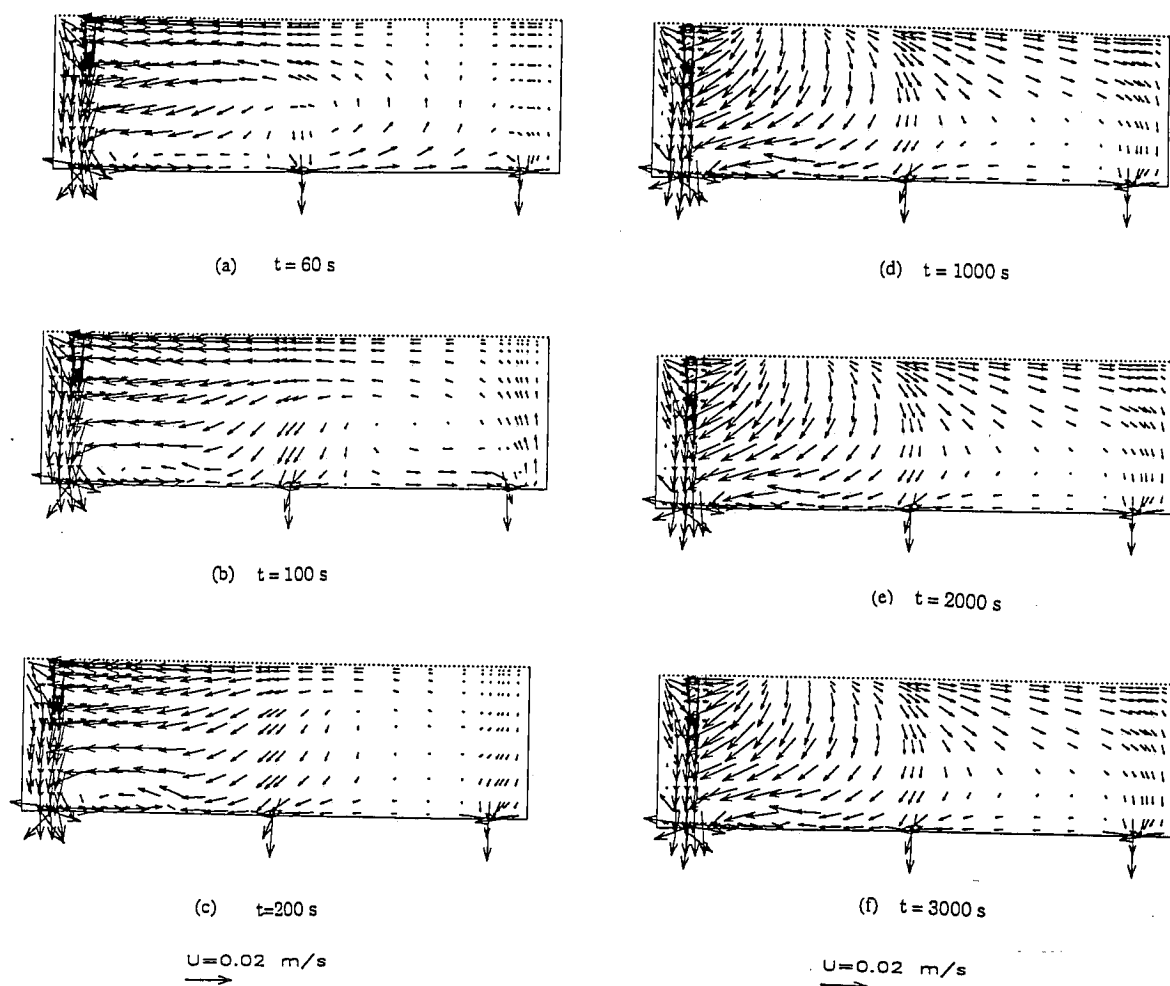 (a) t = 60 s
(b) t = 100 s
(c) t=200 s
U=0.02 m/s
(d) t = 1000 s
(e) t = 2000 s
(f) t = 3000 s
U=0.02 m/s